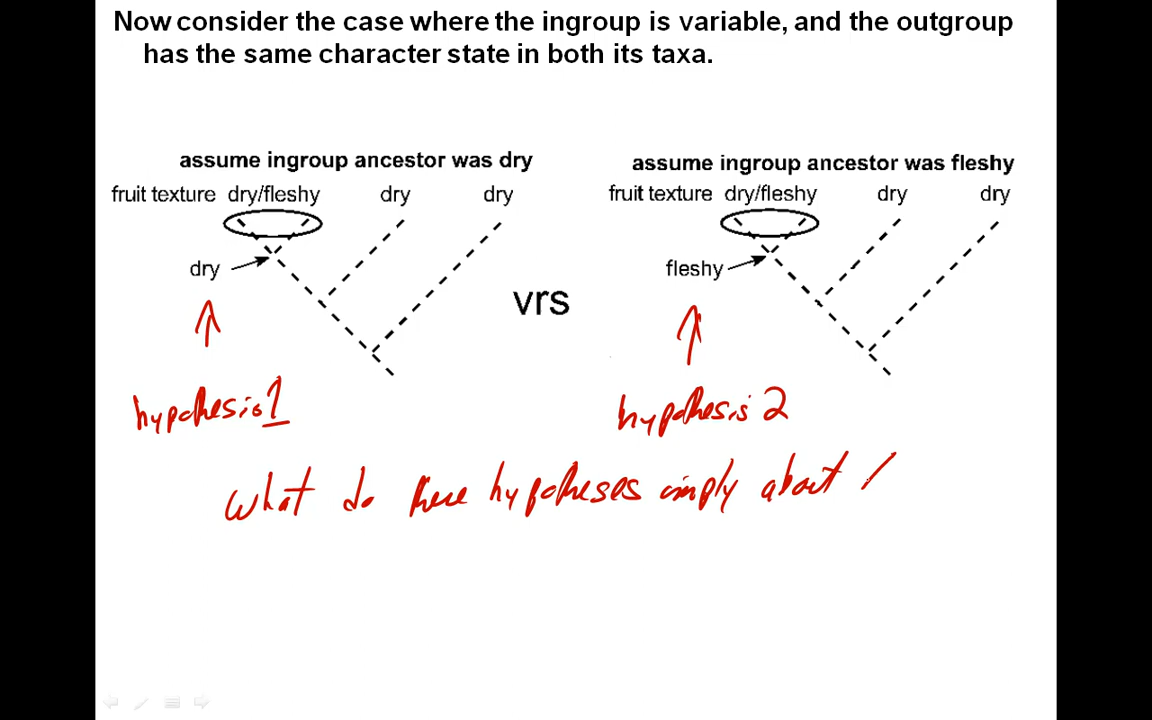 Now consider the case where the ingroup is variable, and the outgroup
has the same character state in both its taxa.
assume ingroup ancestor was dry
fruit texture dry/fleshy dry dry
dry
vrs
assume ingroup ancestor was fleshy
fruit texture dry/fleshy dry dry
fleshy
hypothesis 1
hypothesis 2
What do these hypotheses imply about